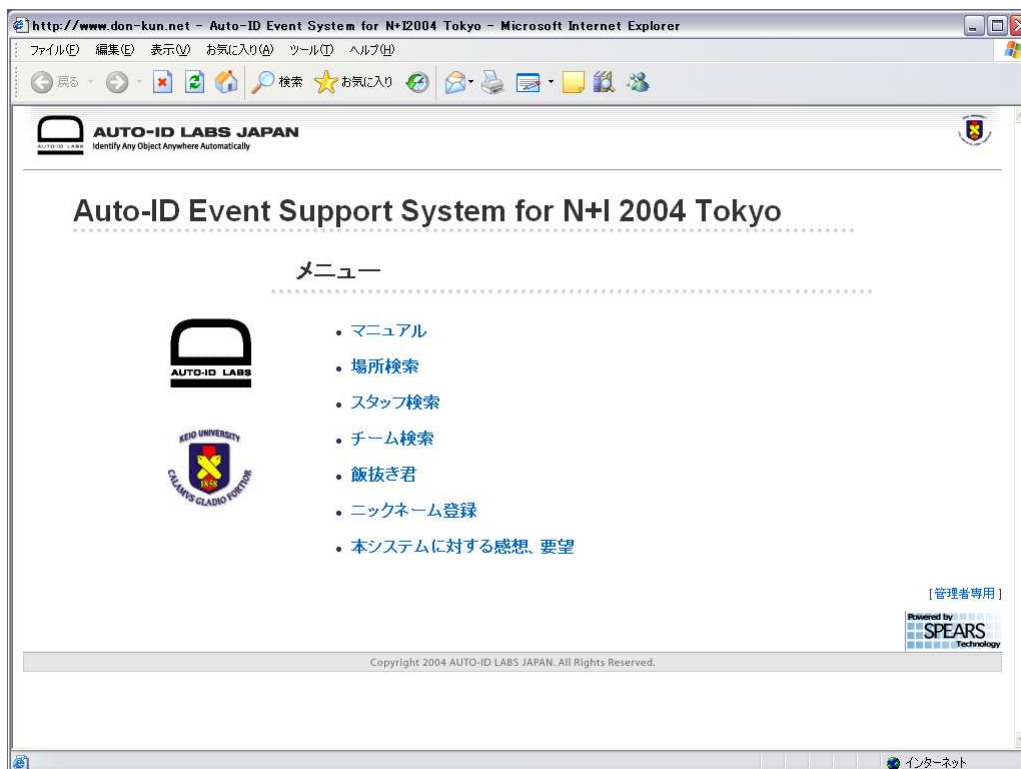 http://www.don-kun.net - Auto-ID Event System for N+I2004 Tokyo - Microsoft Internet Explorer
ファイル(F) 編集(E) 表示(V) お気に入り(A) ツール(T) ヘルプ(H)
戻る 検索 お気に入り
AUTO-ID LABS AUTO-ID LABS JAPAN
Identify Any Object Anywhere Automatically
Auto-ID Event Support System for N+I 2004 Tokyo
メニュー
• マニュアル
• 場所検索
• スタッフ検索
• チーム検索
• 飯抜き君
• ニックネーム登録
• 本システムに対する感想、要望
AUTO-ID LABS
KEIO UNIVERSITY
1858
CALAMVS GLADIO FORTIOR
[管理者専用]
Powered by
SPEARS
Technology
Copyright 2004 AUTO-ID LABS JAPAN. All Rights Reserved.
インターネット